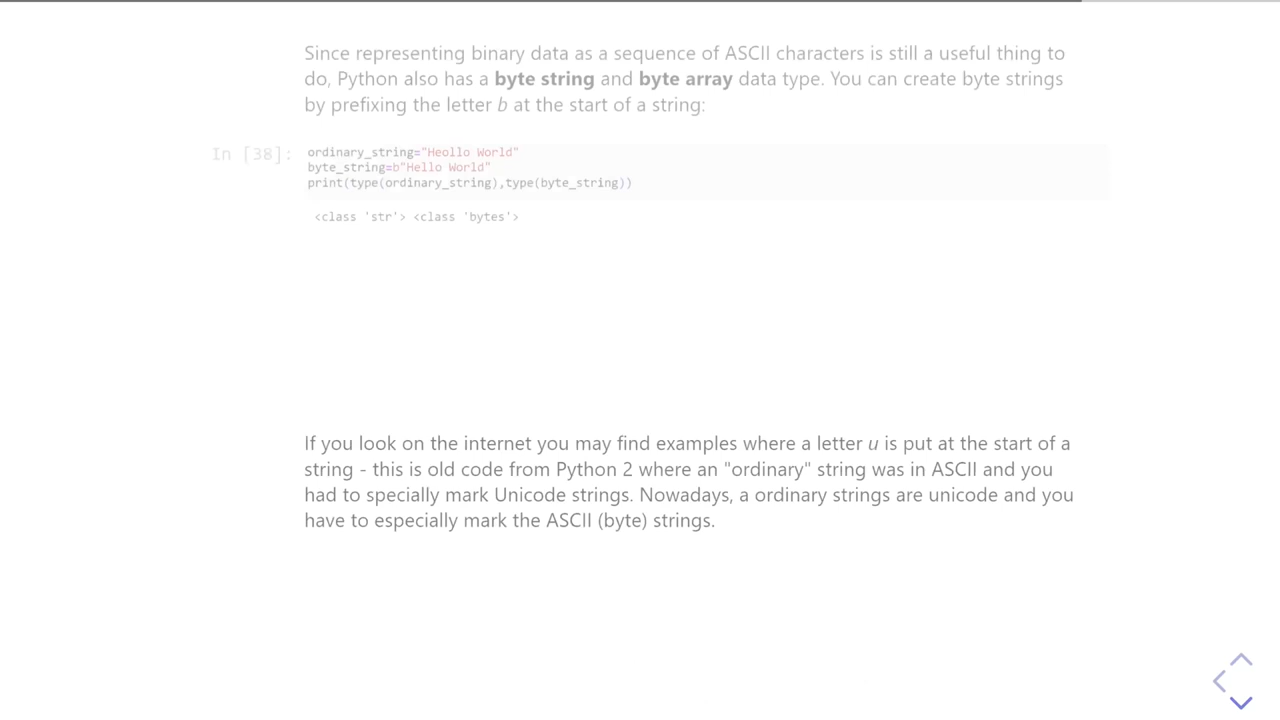 Since representing binary data as a sequence of ASCII characters is still a useful thing to
do, Python also has a byte string and byte array data type. You can create byte strings
by prefixing the letter b at the start of a string:
In [38]:
ordinary_string="Heollo World"
byte_string=b"Hello World"
print(type(ordinary_string),type(byte_string))
<class 'str'> <class 'bytes'>
If you look on the internet you may find examples where a letter u is put at the start of a
string - this is old code from Python 2 where an "ordinary" string was in ASCII and you
had to specially mark Unicode strings. Nowadays, a ordinary strings are unicode and you
have to especially mark the ASCII (byte) strings.